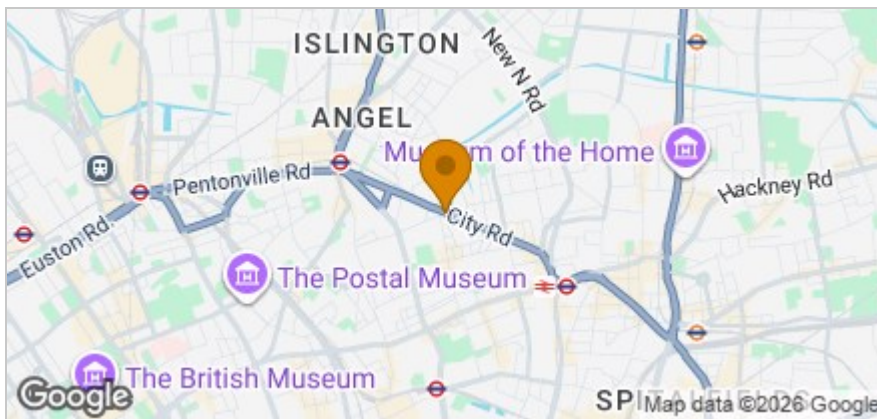 ISLINGTON
New N Rd
ANGEL
Museum of the Home
Pentonville Rd
Hackney Rd
City Rd
Euston Rd
The Postal Museum
The British Museum
SPITALFIELDS
Google
Map data ©2026 Google